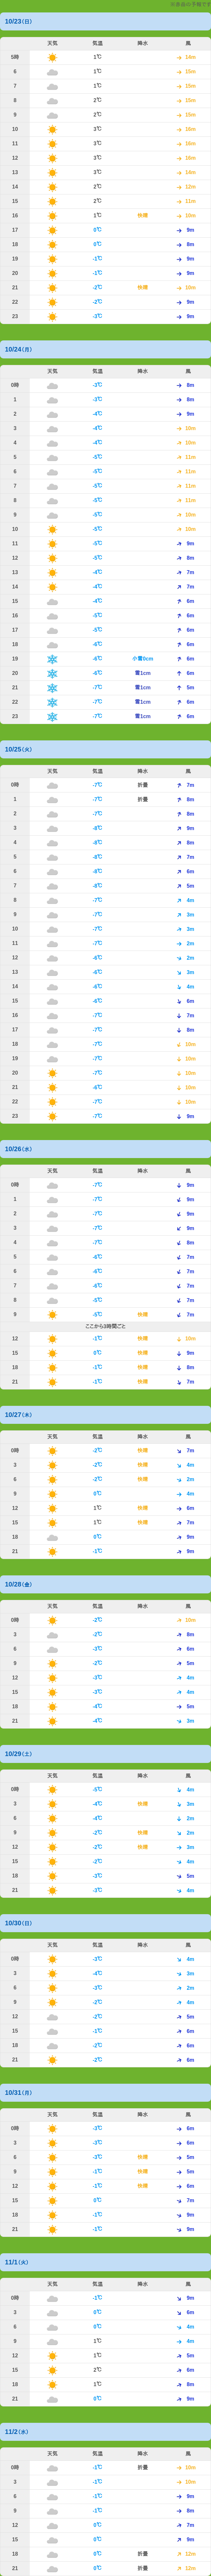 ※本命の予報です
10/23(日)
天気 気温 降水 風
5時 1℃ 14m
6 1℃ 15m
7 1℃ 15m
8 2℃ 15m
9 2℃ 15m
10 3℃ 16m
11 3℃ 16m
12 3℃ 16m
13 3℃ 14m
14 2℃ 12m
15 2℃ 11m
16 1℃ 快晴 10m
17 0℃ 9m
18 0℃ 8m
19 -1℃ 9m
20 -1℃ 9m
21 -2℃ 快晴 10m
22 -2℃ 9m
23 -3℃ 9m
10/24(月)
天気 気温 降水 風
0時 -3℃ 8m
1 -3℃ 8m
2 -4℃ 9m
3 -4℃ 10m
4 -4℃ 10m
5 -5℃ 11m
6 -5℃ 11m
7 -5℃ 11m
8 -5℃ 11m
9 -5℃ 10m
10 -5℃ 10m
11 -5℃ 9m
12 -5℃ 8m
13 -4℃ 7m
14 -4℃ 7m
15 -4℃ 6m
16 -5℃ 6m
17 -5℃ 6m
18 -6℃ 6m
19 -6℃ 小雪0cm 6m
20 -6℃ 雪1cm 6m
21 -7℃ 雪1cm 5m
22 -7℃ 雪1cm 6m
23 -7℃ 雪1cm 6m
10/25(火)
天気 気温 降水 風
0時 -7℃ 折曇 7m
1 -7℃ 折曇 8m
2 -7℃ 8m
3 -8℃ 9m
4 -8℃ 8m
5 -8℃ 7m
6 -8℃ 6m
7 -8℃ 5m
8 -7℃ 4m
9 -7℃ 3m
10 -7℃ 3m
11 -7℃ 2m
12 -6℃ 2m
13 -6℃ 3m
14 -6℃ 4m
15 -6℃ 6m
16 -7℃ 7m
17 -7℃ 8m
18 -7℃ 10m
19 -7℃ 10m
20 -7℃ 10m
21 -6℃ 10m
22 -7℃ 10m
23 -7℃ 9m
10/26(水)
天気 気温 降水 風
0時 -7℃ 9m
1 -7℃ 9m
2 -7℃ 9m
3 -7℃ 9m
4 -7℃ 8m
5 -6℃ 7m
6 -6℃ 7m
7 -6℃ 7m
8 -5℃ 7m
9 -5℃ 快晴 7m
ここから3時間ごと
12 -1℃ 快晴 10m
15 0℃ 快晴 9m
18 -1℃ 快晴 8m
21 -1℃ 快晴 7m
10/27(木)
天気 気温 降水 風
0時 -2℃ 快晴 7m
3 -2℃ 快晴 4m
6 -2℃ 快晴 2m
9 0℃ 4m
12 1℃ 快晴 6m
15 1℃ 快晴 7m
18 0℃ 9m
21 -1℃ 9m
10/28(金)
天気 気温 降水 風
0時 -2℃ 10m
3 -2℃ 8m
6 -3℃ 6m
9 -2℃ 5m
12 -3℃ 4m
15 -3℃ 4m
18 -4℃ 5m
21 -4℃ 3m
10/29(土)
天気 気温 降水 風
0時 -5℃ 4m
3 -4℃ 快晴 3m
6 -4℃ 2m
9 -2℃ 快晴 2m
12 -2℃ 快晴 3m
15 -2℃ 4m
18 -3℃ 5m
21 -3℃ 4m
10/30(日)
天気 気温 降水 風
0時 -3℃ 4m
3 -4℃ 3m
6 -3℃ 2m
9 -2℃ 4m
12 -2℃ 5m
15 -1℃ 6m
18 -2℃ 6m
21 -2℃ 6m
10/31(月)
天気 気温 降水 風
0時 -3℃ 6m
3 -3℃ 6m
6 -3℃ 快晴 5m
9 -1℃ 快晴 5m
12 -1℃ 快晴 6m
15 0℃ 7m
18 -1℃ 9m
21 -1℃ 9m
11/1(火)
天気 気温 降水 風
0時 -1℃ 9m
3 0℃ 6m
6 0℃ 4m
9 1℃ 4m
12 1℃ 5m
15 2℃ 6m
18 1℃ 8m
21 0℃ 9m
11/2(水)
天気 気温 降水 風
0時 -1℃ 折曇 10m
3 -1℃ 10m
6 -1℃ 9m
9 -1℃ 8m
12 0℃ 7m
15 0℃ 9m
18 0℃ 折曇 12m
21 0℃ 折曇 12m